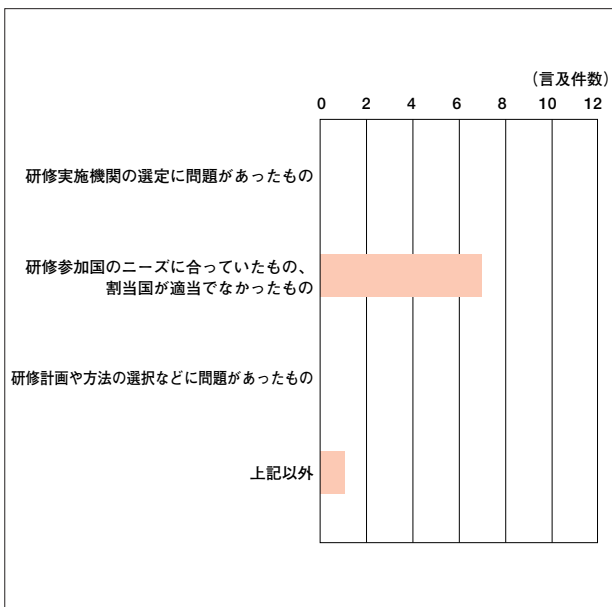 （言及件数）
0 2 4 6 8 10 12
研修実施機関の選定に問題があったもの
研修参加国のニーズに合っていたもの、
割当国が適当でなかったもの
研修計画や方法の選択などに問題があったもの
上記以外